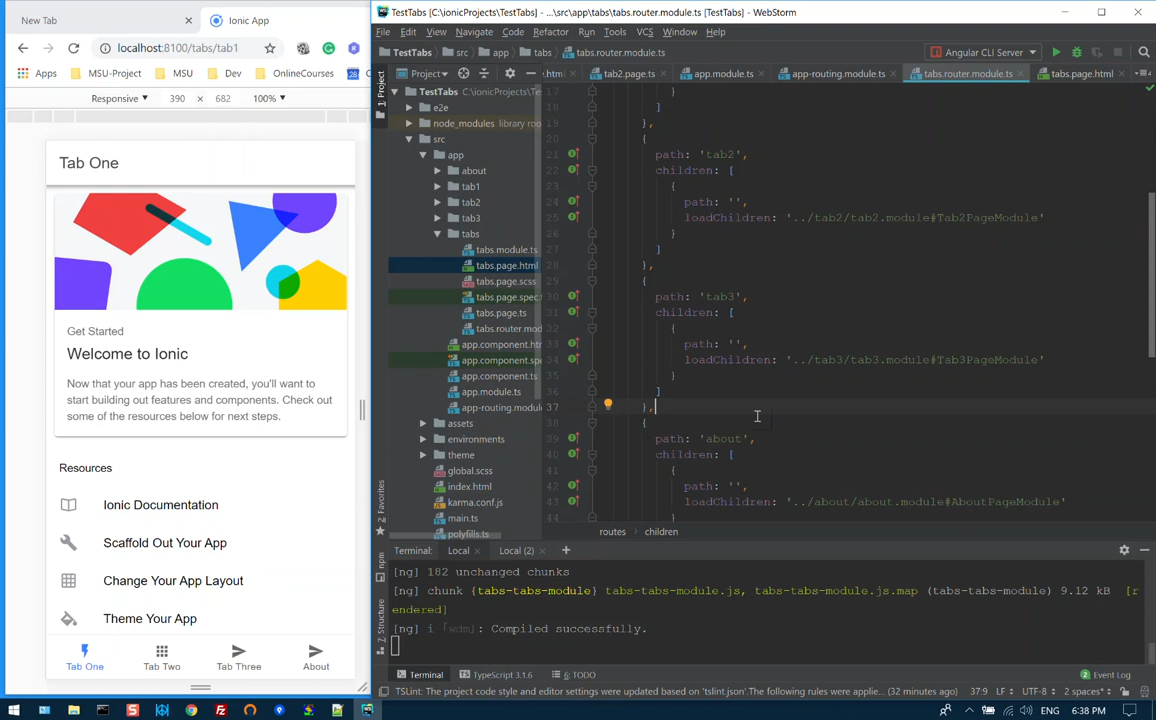 New Tab
Ionic App
localhost:8100/tabs/tab1
Apps
MSU-Project
MSU
Dev
OnlineCourses
28
Responsive
390 × 682
100%
Tab One
Get Started
Welcome to Ionic
Now that your app has been created, you'll want to
start building out features and components. Check out
some of the resources below for next steps.
Resources
Ionic Documentation
Scaffold Out Your App
Change Your App Layout
Theme Your App
Tab One
Tab Two
Tab Three
About
TestTabs [C:\ionicProjects\TestTabs] - ...\src\app\tabs\tabs.router.module.ts [TestTabs] - WebStorm
File Edit View Navigate Code Refactor Run Tools VCS Window Help
TestTabs src app tabs tabs.router.module.ts
Angular CLI Server
1: Project
Project
.htm
tab2.page.ts
app.module.ts
app-routing.module.ts
tabs.router.module.ts
tabs.page.html
TestTabs C:\ionicProjects\Te
e2e
node_modules library roo
src
app
about
tab1
tab2
tab3
tabs
tabs.module.ts
tabs.page.html
tabs.page.scss
tabs.page.spec.
tabs.page.ts
tabs.router.mod
app.component.htr
app.component.spe
app.component.ts
app.module.ts
app-routing.module
assets
environments
theme
global.scss
index.html
karma.conf.js
main.ts
polyfills.ts
17 }
18 ]
19 },
20 {
21 path: 'tab2',
22 children: [
23 {
24 path: '',
25 loadChildren: '../tab2/tab2.module#Tab2PageModule'
26 }
27 ]
28 },
29 {
30 path: 'tab3',
31 children: [
32 {
33 path: '',
34 loadChildren: '../tab3/tab3.module#Tab3PageModule'
35 }
36 ]
37 },
38 {
39 path: 'about',
40 children: [
41 {
42 path: '',
43 loadChildren: '../about/about.module#AboutPageModule'
44 }
routes children
2: Favorites
npm
7: Structure
Terminal: Local Local (2)
[ng] 182 unchanged chunks
[ng] chunk {tabs-tabs-module} tabs-tabs-module.js, tabs-tabs-module.js.map (tabs-module) 9.12 kB [r
endered]
[ng] i ｢wdm｣: Compiled successfully.
Terminal
TypeScript 3.1.6
6: TODO
2 Event Log
TSLint: The project code style and editor settings were updated based on 'tslint.json'.The following rules were applie... (32 minutes ago)
37:9 LF UTF-8 2 spaces*
ENG 6:38 PM